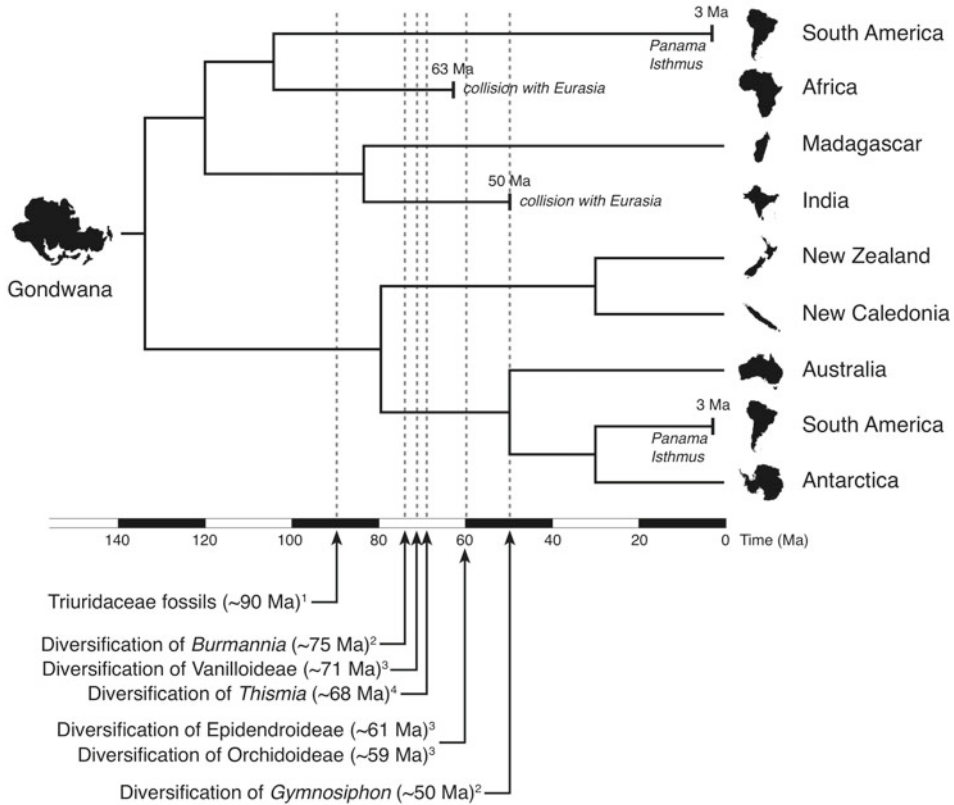 3 Ma
Panama
Isthmus
South America
63 Ma
collision with Eurasia
Africa
Madagascar
50 Ma
collision with Eurasia
India
Gondwana
New Zealand
New Caledonia
Australia
3 Ma
Panama
Isthmus
South America
Antarctica
140 120 100 80 60 40 20 0 Time (Ma)
Triuridaceae fossils (~90 Ma)¹
Diversification of Burmannia (~75 Ma)²
Diversification of Vanilloideae (~71 Ma)³
Diversification of Thismia (~68 Ma)⁴
Diversification of Epidendroideae (~61 Ma)³
Diversification of Orchidoideae (~59 Ma)³
Diversification of Gymnosiphon (~50 Ma)²